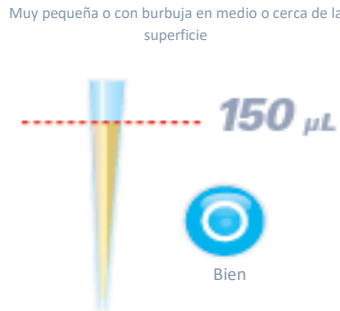 Muy pequeña o con burbuja en medio o cerca de la
superficie
150 µL
Bien